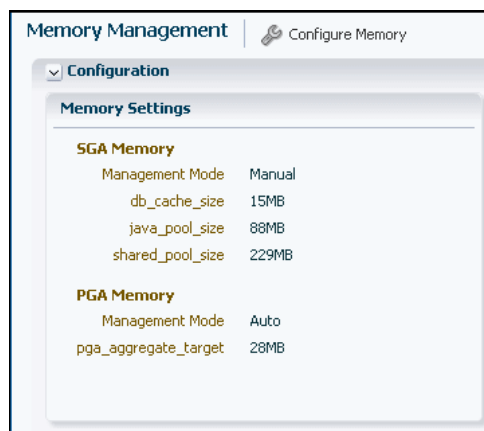 Memory Management Configure Memory
Configuration
Memory Settings
SGA Memory
Management Mode Manual
db_cache_size 15MB
java_pool_size 88MB
shared_pool_size 229MB
PGA Memory
Management Mode Auto
pga_aggregate_target 28MB